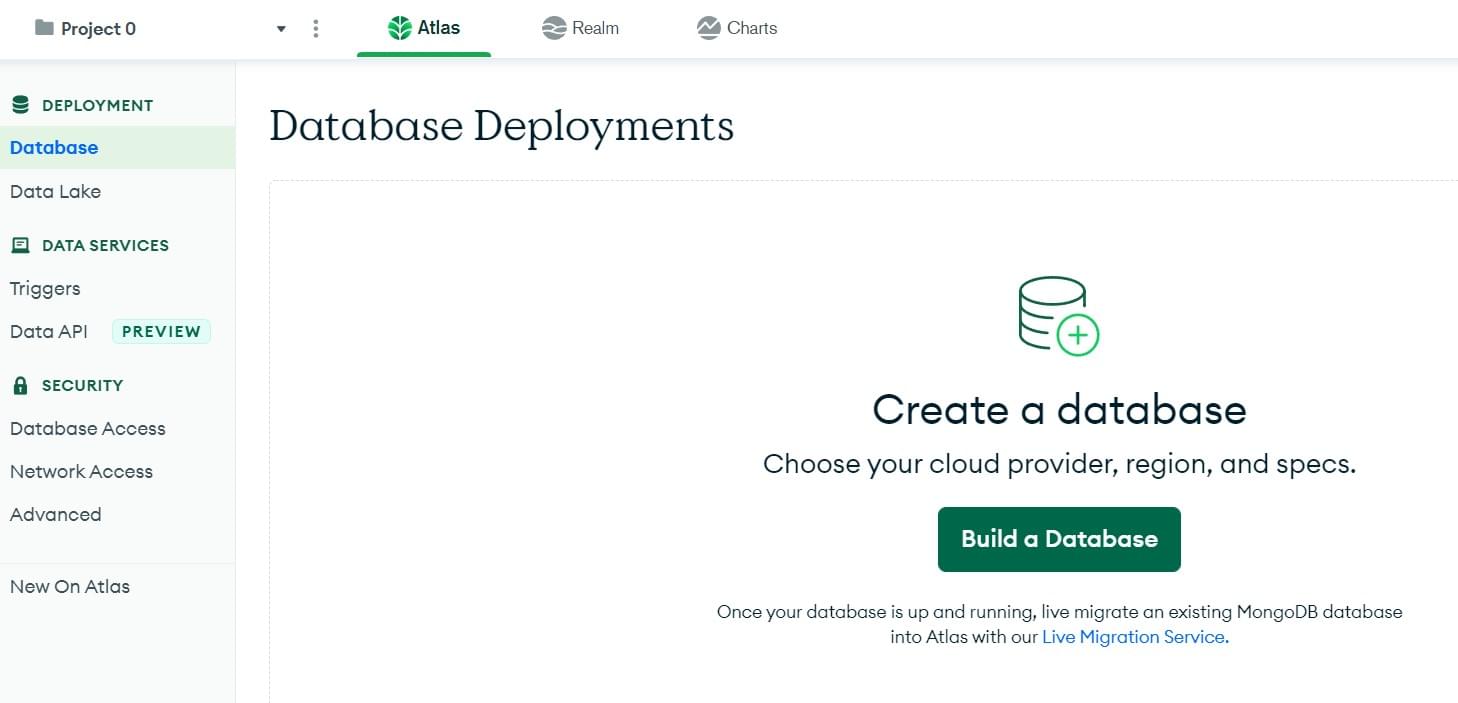 Project 0
Atlas
Realm
Charts
DEPLOYMENT
Database
Data Lake
DATA SERVICES
Triggers
Data API PREVIEW
SECURITY
Database Access
Network Access
Advanced
New On Atlas
Database Deployments
Create a database
Choose your cloud provider, region, and specs.
Build a Database
Once your database is up and running, live migrate an existing MongoDB database
into Atlas with our Live Migration Service.